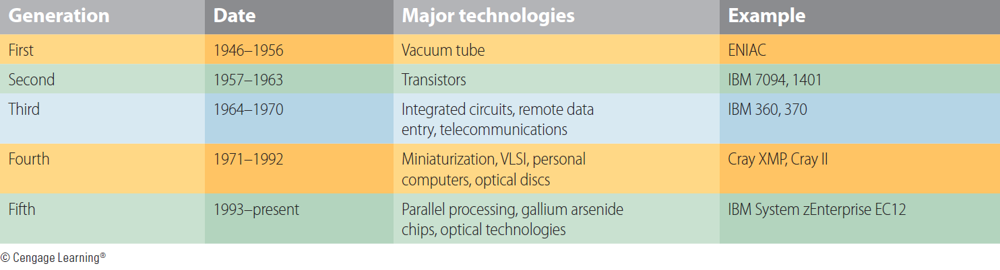 Generation Date Major technologies Example
First 1946–1956 Vacuum tube ENIAC
Second 1957–1963 Transistors IBM 7094, 1401
Third 1964–1970 Integrated circuits, remote data IBM 360, 370
entry, telecommunications
Fourth 1971–1992 Miniaturization, VLSI, personal Cray XMP, Cray II
computers, optical discs
Fifth 1993–present Parallel processing, gallium arsenide IBM System zEnterprise EC12
chips, optical technologies
© Cengage Learning®